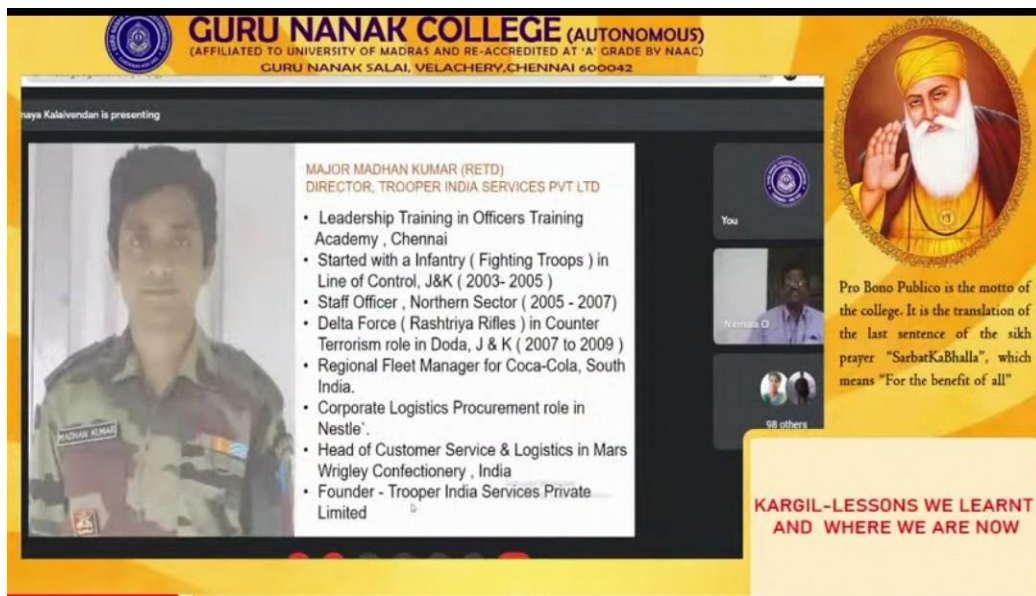 GURU NANAK COLLEGE (AUTONOMOUS)
(AFFILIATED TO UNIVERSITY OF MADRAS AND RE-ACCREDITED AT 'A' GRADE BY NAAC)
GURU NANAK SALAI, VELACHERY,CHENNAI 600042
naya Kalaivendan is presenting
MAJOR MADHAN KUMAR (RETD)
DIRECTOR, TROOPER INDIA SERVICES PVT LTD
• Leadership Training in Officers Training
Academy , Chennai
• Started with a Infantry ( Fighting Troops ) in
Line of Control, J&K ( 2003- 2005 )
• Staff Officer , Northern Sector ( 2005 - 2007)
• Delta Force ( Rashtriya Rifles ) in Counter
Terrorism role in Doda, J & K ( 2007 to 2009 )
• Regional Fleet Manager for Coca-Cola, South
India.
• Corporate Logistics Procurement role in
Nestle`.
• Head of Customer Service & Logistics in Mars
Wrigley Confectionery , India
• Founder - Trooper India Services Private
Limited
MADHAN KUMAR
You
Nirmala O
98 others
Pro Bono Publico is the motto of
the college. It is the translation of
the last sentence of the sikh
prayer “SarbatKaBhalla”, which
means “For the benefit of all”
KARGIL-LESSONS WE LEARNT
AND WHERE WE ARE NOW